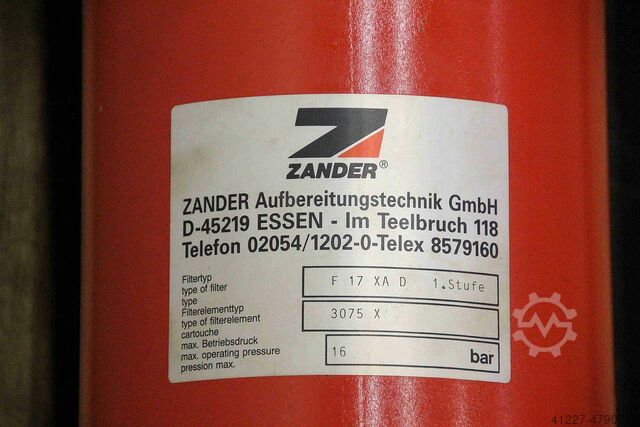 ZANDER®
ZANDER Aufbereitungstechnik GmbH
D-45219 ESSEN - Im Teelbruch 118
Telefon 02054/1202-0-Telex 8579160
Filtertyp
type of filter
type
F 17 XA D 1.Stufe
Filterelementtyp
type of filterelement
cartouche
3075 X
max. Betriebsdruck
max. operating pressure
pression max.
16 bar